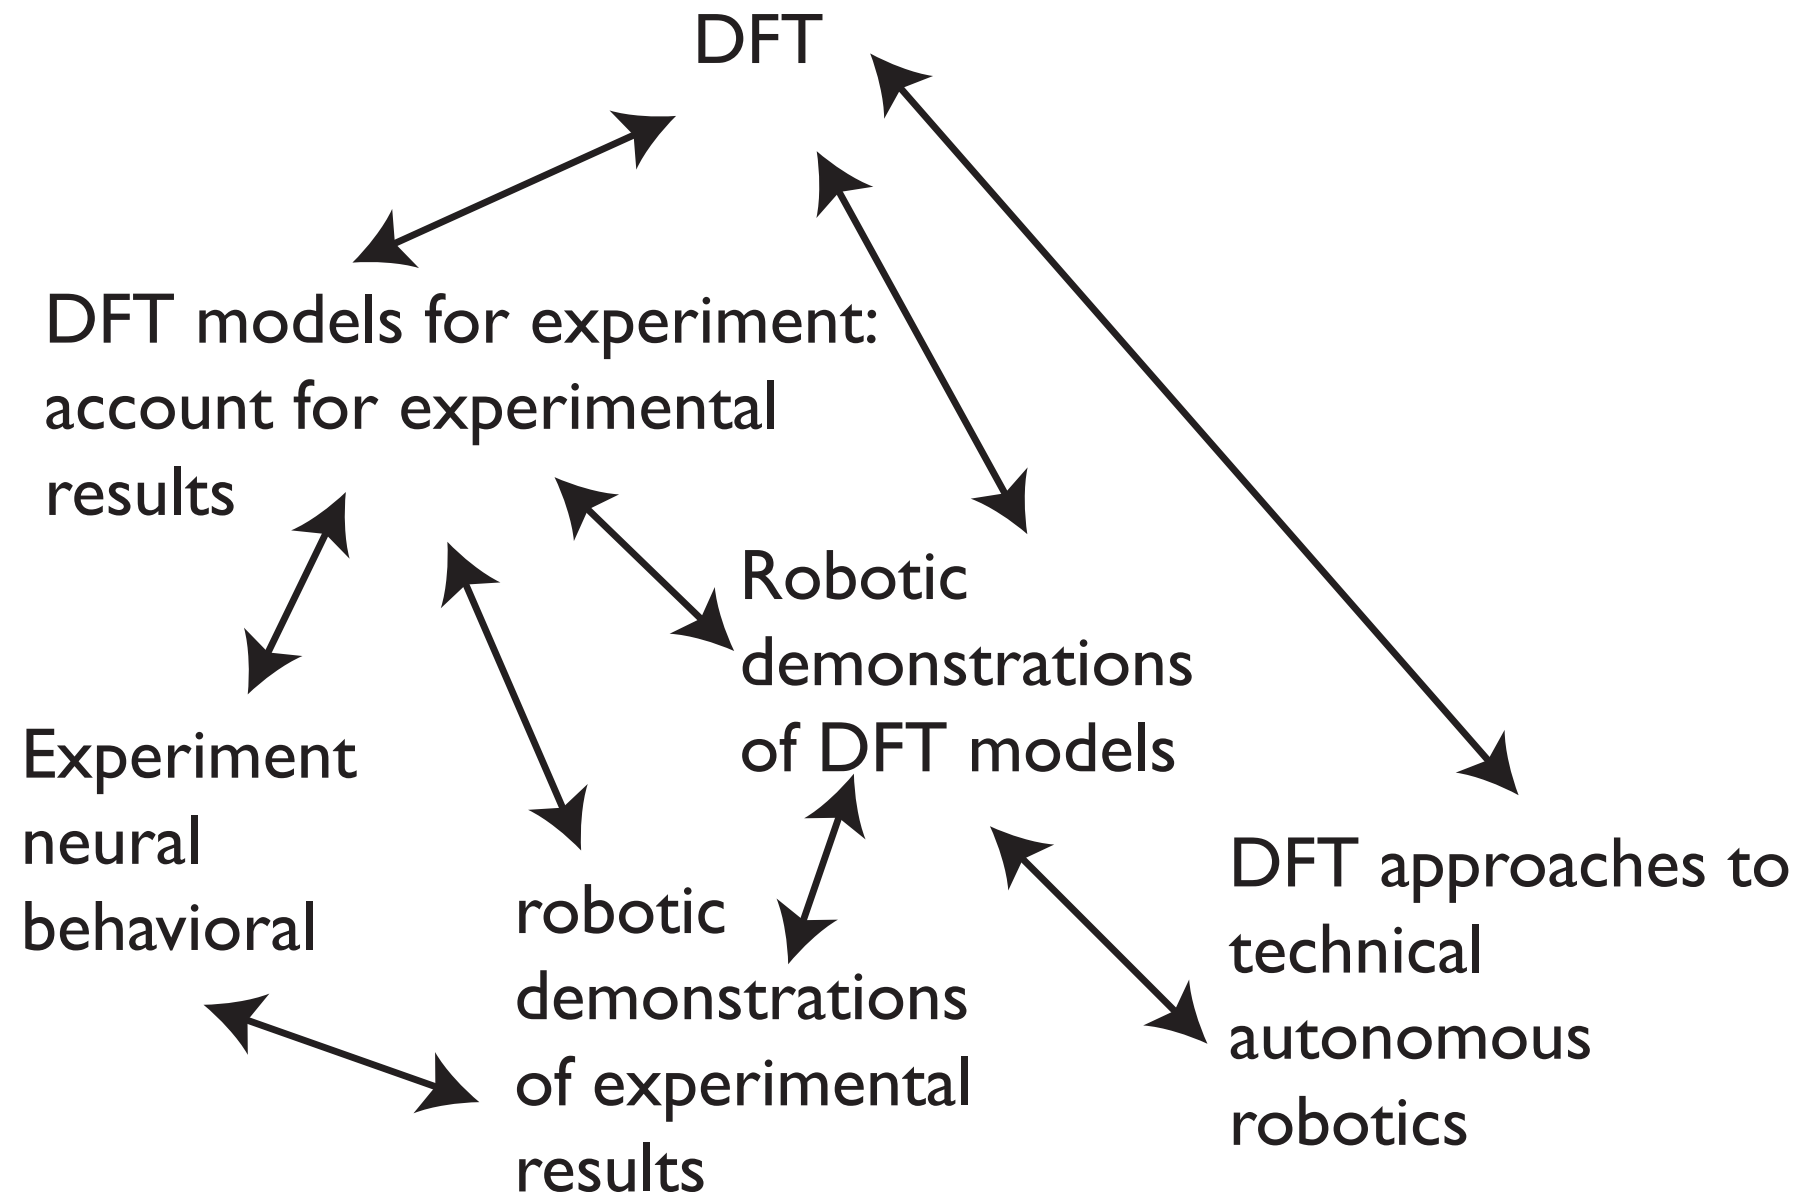 DFT
DFT models for experiment:
account for experimental
results
Robotic
demonstrations
of DFT models
Experiment
neural
behavioral
robotic
demonstrations
of experimental
results
DFT approaches to
technical
autonomous
robotics